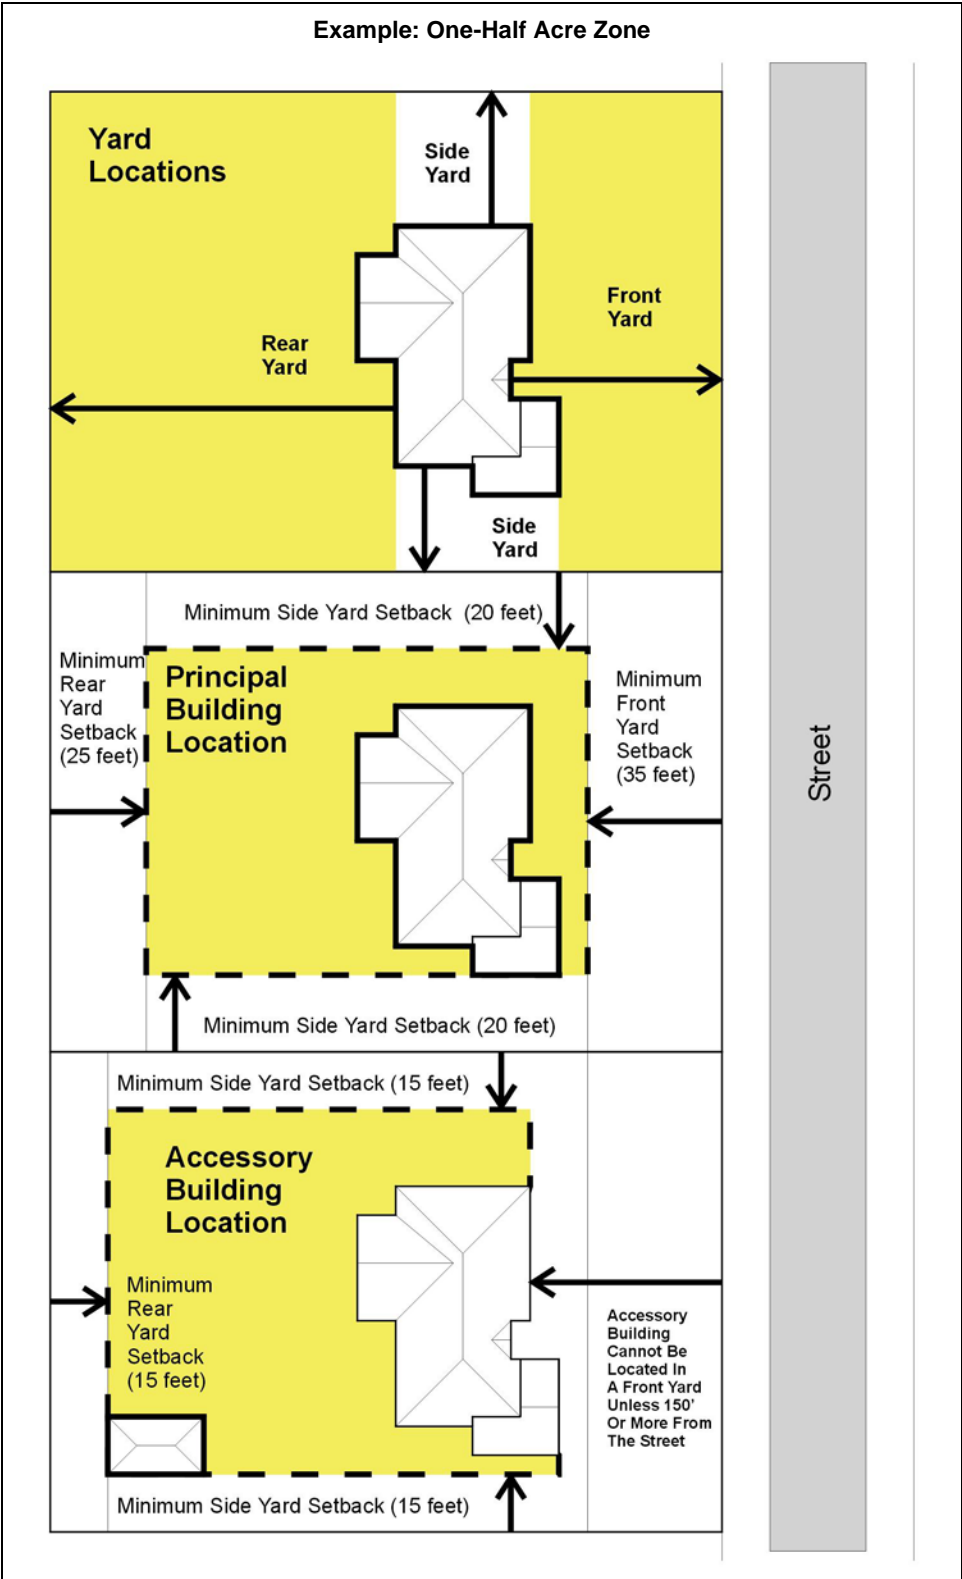 Example: One-Half Acre Zone
Yard
Locations
Side
Yard
Front
Yard
Rear
Yard
Side
Yard
Minimum Side Yard Setback (20 feet)
Minimum
Rear
Yard
Setback
(25 feet)
Principal
Building
Location
Minimum
Front
Yard
Setback
(35 feet)
Street
Minimum Side Yard Setback (20 feet)
Minimum Side Yard Setback (15 feet)
Accessory
Building
Location
Minimum
Rear
Yard
Setback
(15 feet)
Accessory
Building
Cannot Be
Located In
A Front Yard
Unless 150'
Or More From
The Street
Minimum Side Yard Setback (15 feet)